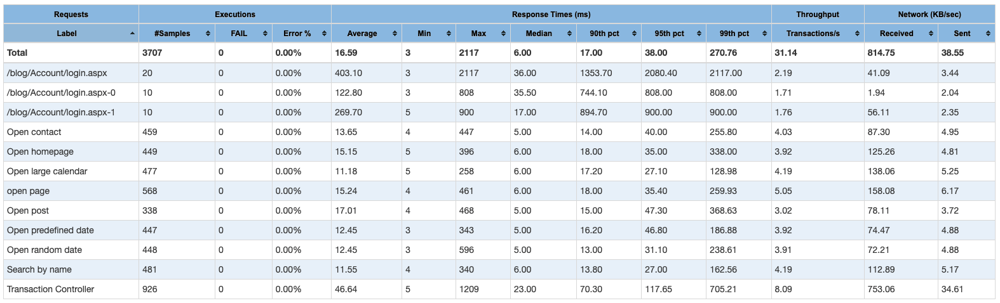 Requests Executions Response Times (ms) Throughput Network (KB/sec)
Label #Samples FAIL Error % Average Min Max Median 90th pct 95th pct 99th pct Transactions/s Received Sent
Total 3707 0 0.00% 16.59 3 2117 6.00 17.00 38.00 270.76 31.14 814.75 38.55
/blog/Account/login.aspx 20 0 0.00% 403.10 3 2117 36.00 1353.70 2080.40 2117.00 2.19 41.09 3.44
/blog/Account/login.aspx-0 10 0 0.00% 122.80 3 808 35.50 744.10 808.00 808.00 1.71 1.94 2.04
/blog/Account/login.aspx-1 10 0 0.00% 269.70 5 900 17.00 894.70 900.00 900.00 1.76 56.11 2.35
Open contact 459 0 0.00% 13.65 4 447 5.00 14.00 40.00 255.80 4.03 87.30 4.95
Open homepage 449 0 0.00% 15.15 5 396 6.00 18.00 35.00 338.00 3.92 125.26 4.81
Open large calendar 477 0 0.00% 11.18 5 258 6.00 17.20 27.10 128.98 4.19 138.06 5.25
open page 568 0 0.00% 15.24 4 461 6.00 18.00 35.40 259.93 5.05 158.08 6.17
Open post 338 0 0.00% 17.01 4 468 5.00 15.00 47.30 368.63 3.02 78.11 3.72
Open predefined date 447 0 0.00% 12.45 3 343 5.00 16.20 46.80 186.88 3.92 74.47 4.88
Open random date 448 0 0.00% 12.45 3 596 5.00 13.00 31.10 238.61 3.91 72.21 4.88
Search by name 481 0 0.00% 11.55 4 340 6.00 13.80 27.00 162.56 4.19 112.89 5.17
Transaction Controller 926 0 0.00% 46.64 5 1209 23.00 70.30 117.65 705.21 8.09 753.06 34.61